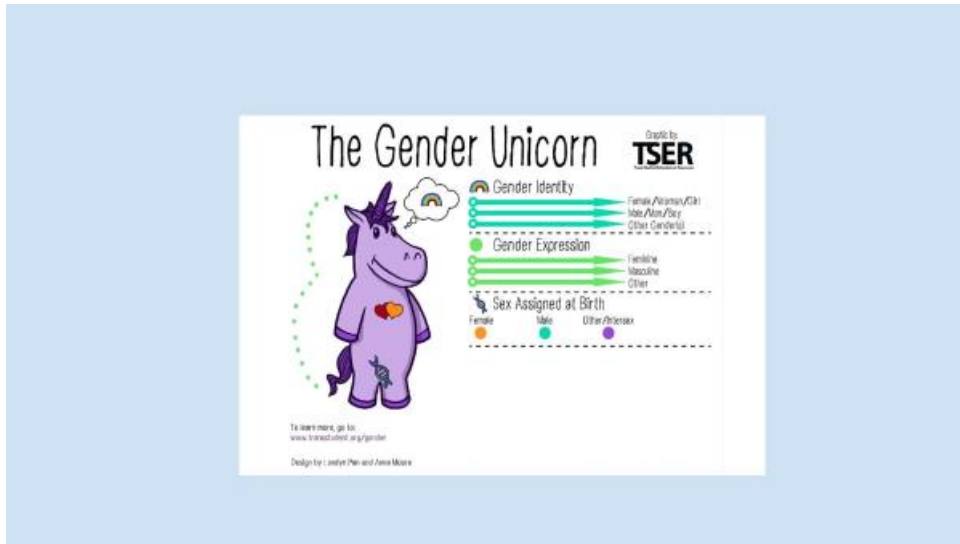 The Gender Unicorn
Graphic by:
TSER
Gender Identity
Female/Woman/Girl
Male/Man/Boy
Other Gender(s)
Gender Expression
Feminine
Masculine
Other
Sex Assigned at Birth
Female Male Other/Intersex
To learn more, go to:
www.transstudent.org/gender
Design by Landyn Pan and Anna Moore